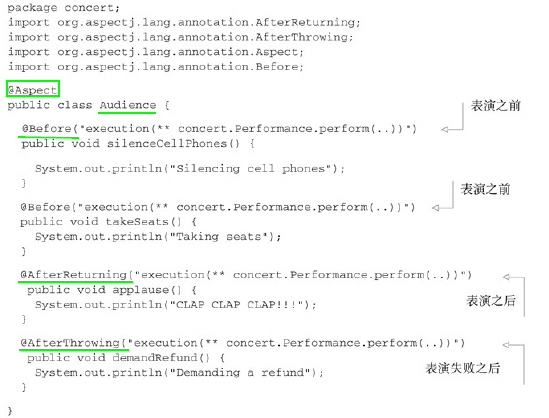 package concert;
import org.aspectj.lang.annotation.AfterReturning;
import org.aspectj.lang.annotation.AfterThrowing;
import org.aspectj.lang.annotation.Aspect;
import org.aspectj.lang.annotation.Before;
@Aspect
public class Audience {
@Before("execution(** concert.Performance.perform(..))")
表演之前
public void silenceCellPhones() {
System.out.println("Silencing cell phones");
}
@Before("execution(** concert.Performance.perform(..))")
表演之前
public void takeSeats() {
System.out.println("Taking seats");
}
@AfterReturning("execution(** concert.Performance.perform(..))")
public void applause() {
System.out.println("CLAP CLAP CLAP!!!");
表演之后
}
@AfterThrowing("execution(** concert.Performance.perform(..))")
public void demandRefund() {
表演失败之后
System.out.println("Demanding a refund");
}
}